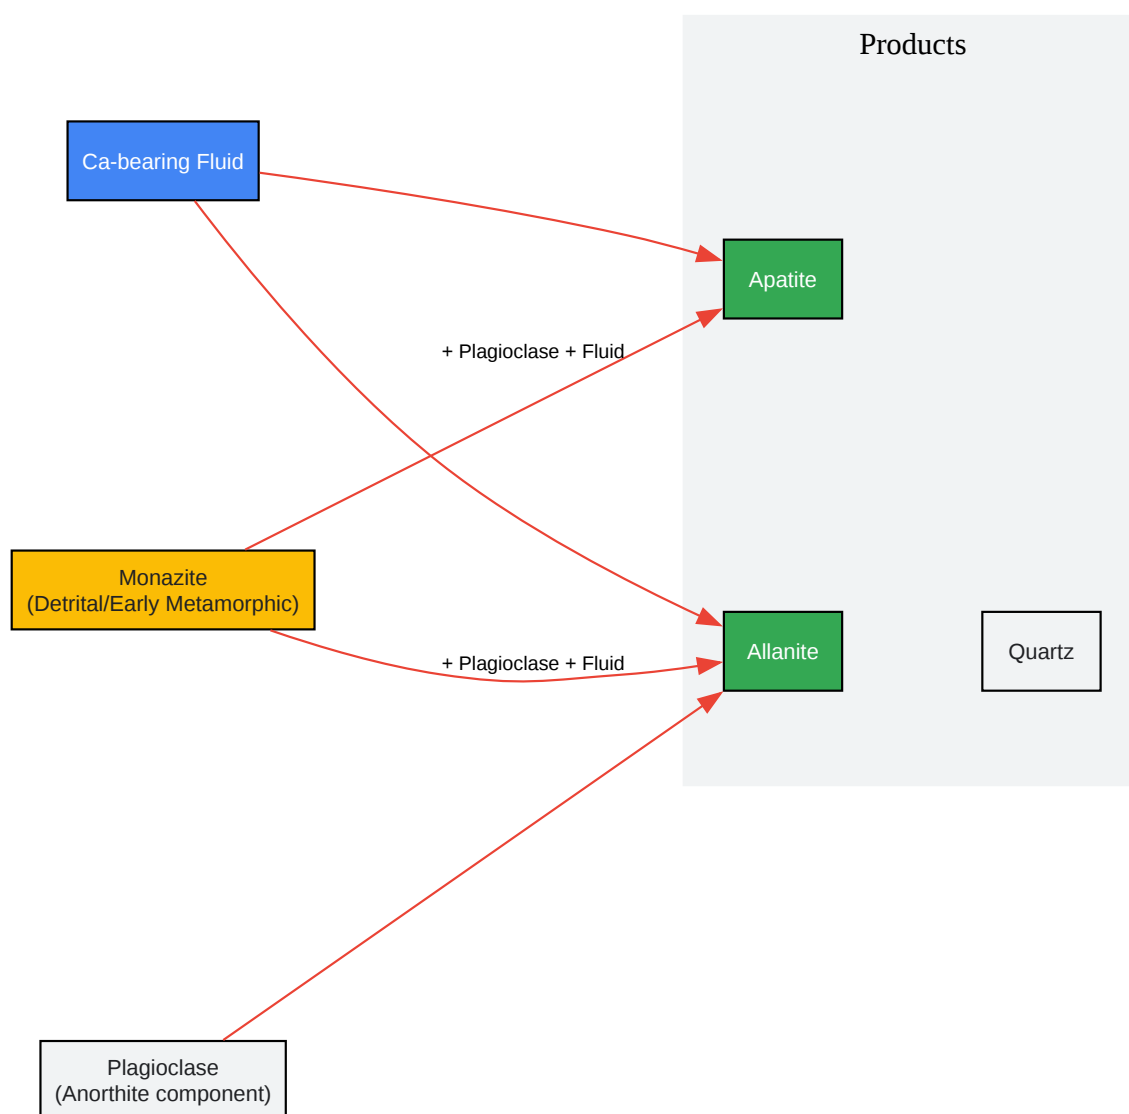 Products
Ca-bearing Fluid
Apatite
+ Plagioclase + Fluid
Monazite
(Detrital/Early Metamorphic)
+ Plagioclase + Fluid
Allanite
Quartz
Plagioclase
(Anorthite component)